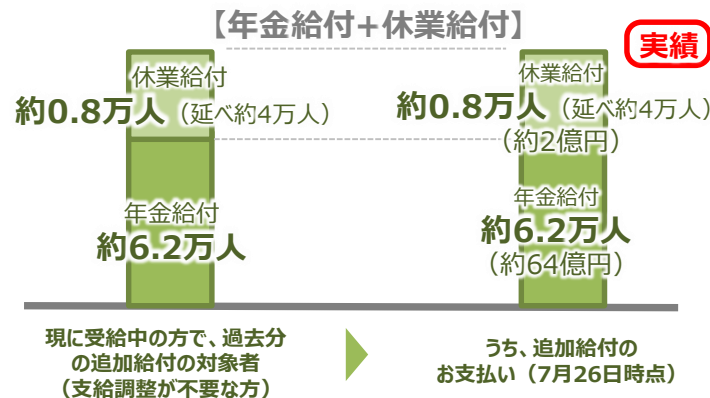 【年金給付+休業給付】
実績
休業給付
約0.8万人（延べ約4万人）
年金給付
約6.2万人
休業給付
約0.8万人（延べ約4万人）
（約2億円）
年金給付
約6.2万人
（約64億円）
現に受給中の方で、過去分
の追加給付の対象者
（支給調整が不要な方）
うち、追加給付の
お支払い（7月26日時点）